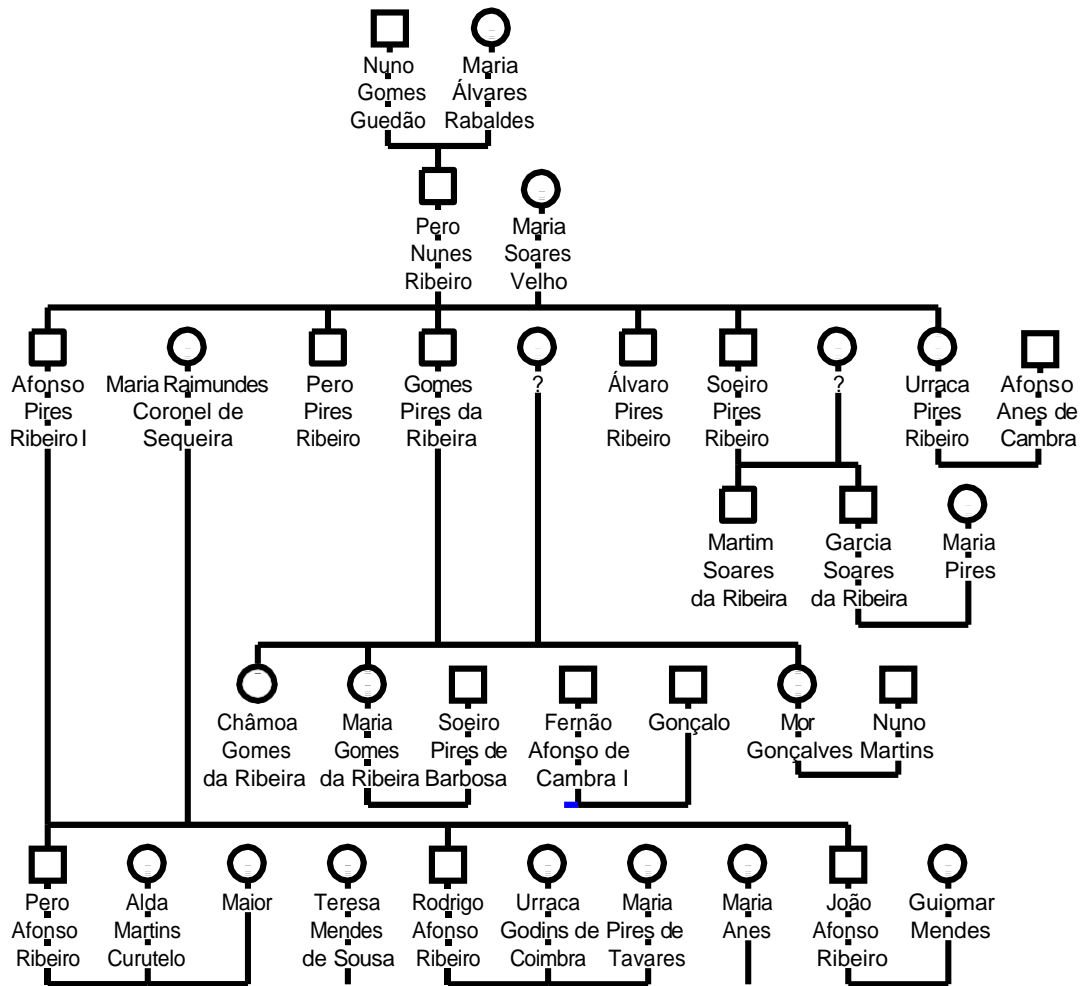 Nuno
Gomes
Guedão
Maria
Álvares
Rabaldes
Pero
Nunes
Ribeiro
Maria
Soares
Velho
Afonso
Pires
Ribeiro I
Maria Raimundes
Coronel de
Sequeira
Pero
Pires
Ribeiro
Gomes
Pires da
Ribeira
?
Álvaro
Pires
Ribeiro
Soeiro
Pires
Ribeiro
?
Urraca
Pires
Ribeiro
Afonso
Anes de
Cambra
Martim
Soares
da Ribeira
Garcia
Soares
da Ribeira
Maria
Pires
Châmoa
Gomes
da Ribeira
Maria
Gomes
da Ribeira
Soeiro
Pires de
Barbosa
Fernão
Afonso de
Cambra I
Gonçalo
Mor
Gonçalves
Nuno
Martins
Pero
Afonso
Ribeiro
Alda
Martins
Curutelo
Maior
Teresa
Mendes
de Sousa
Rodrigo
Afonso
Ribeiro
Urraca
Godins de
Coimbra
Maria
Pires de
Tavares
Maria
Anes
João
Afonso
Ribeiro
Guiomar
Mendes